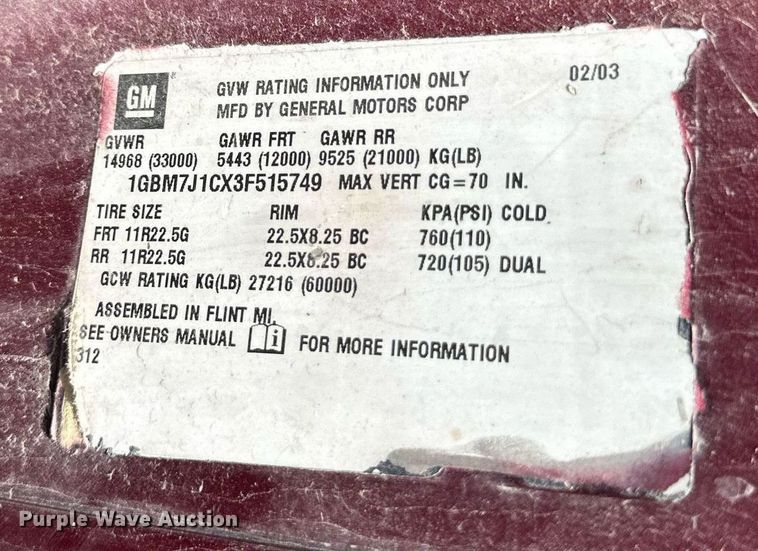 GM ® GVW RATING INFORMATION ONLY 02/03
MFD BY GENERAL MOTORS CORP
GVWR GAWR FRT GAWR RR
14968 (33000) 5443 (12000) 9525 (21000) KG(LB)
1GBM7J1CX3F515749 MAX VERT CG=70 IN.
TIRE SIZE RIM KPA(PSI) COLD
FRT 11R22.5G 22.5X8.25 BC 760(110)
RR 11R22.5G 22.5X8.25 BC 720(105) DUAL
GCW RATING KG(LB) 27216 (60000)
ASSEMBLED IN FLINT MI.
SEE OWNERS MANUAL i FOR MORE INFORMATION
312
Purple Wave Auction